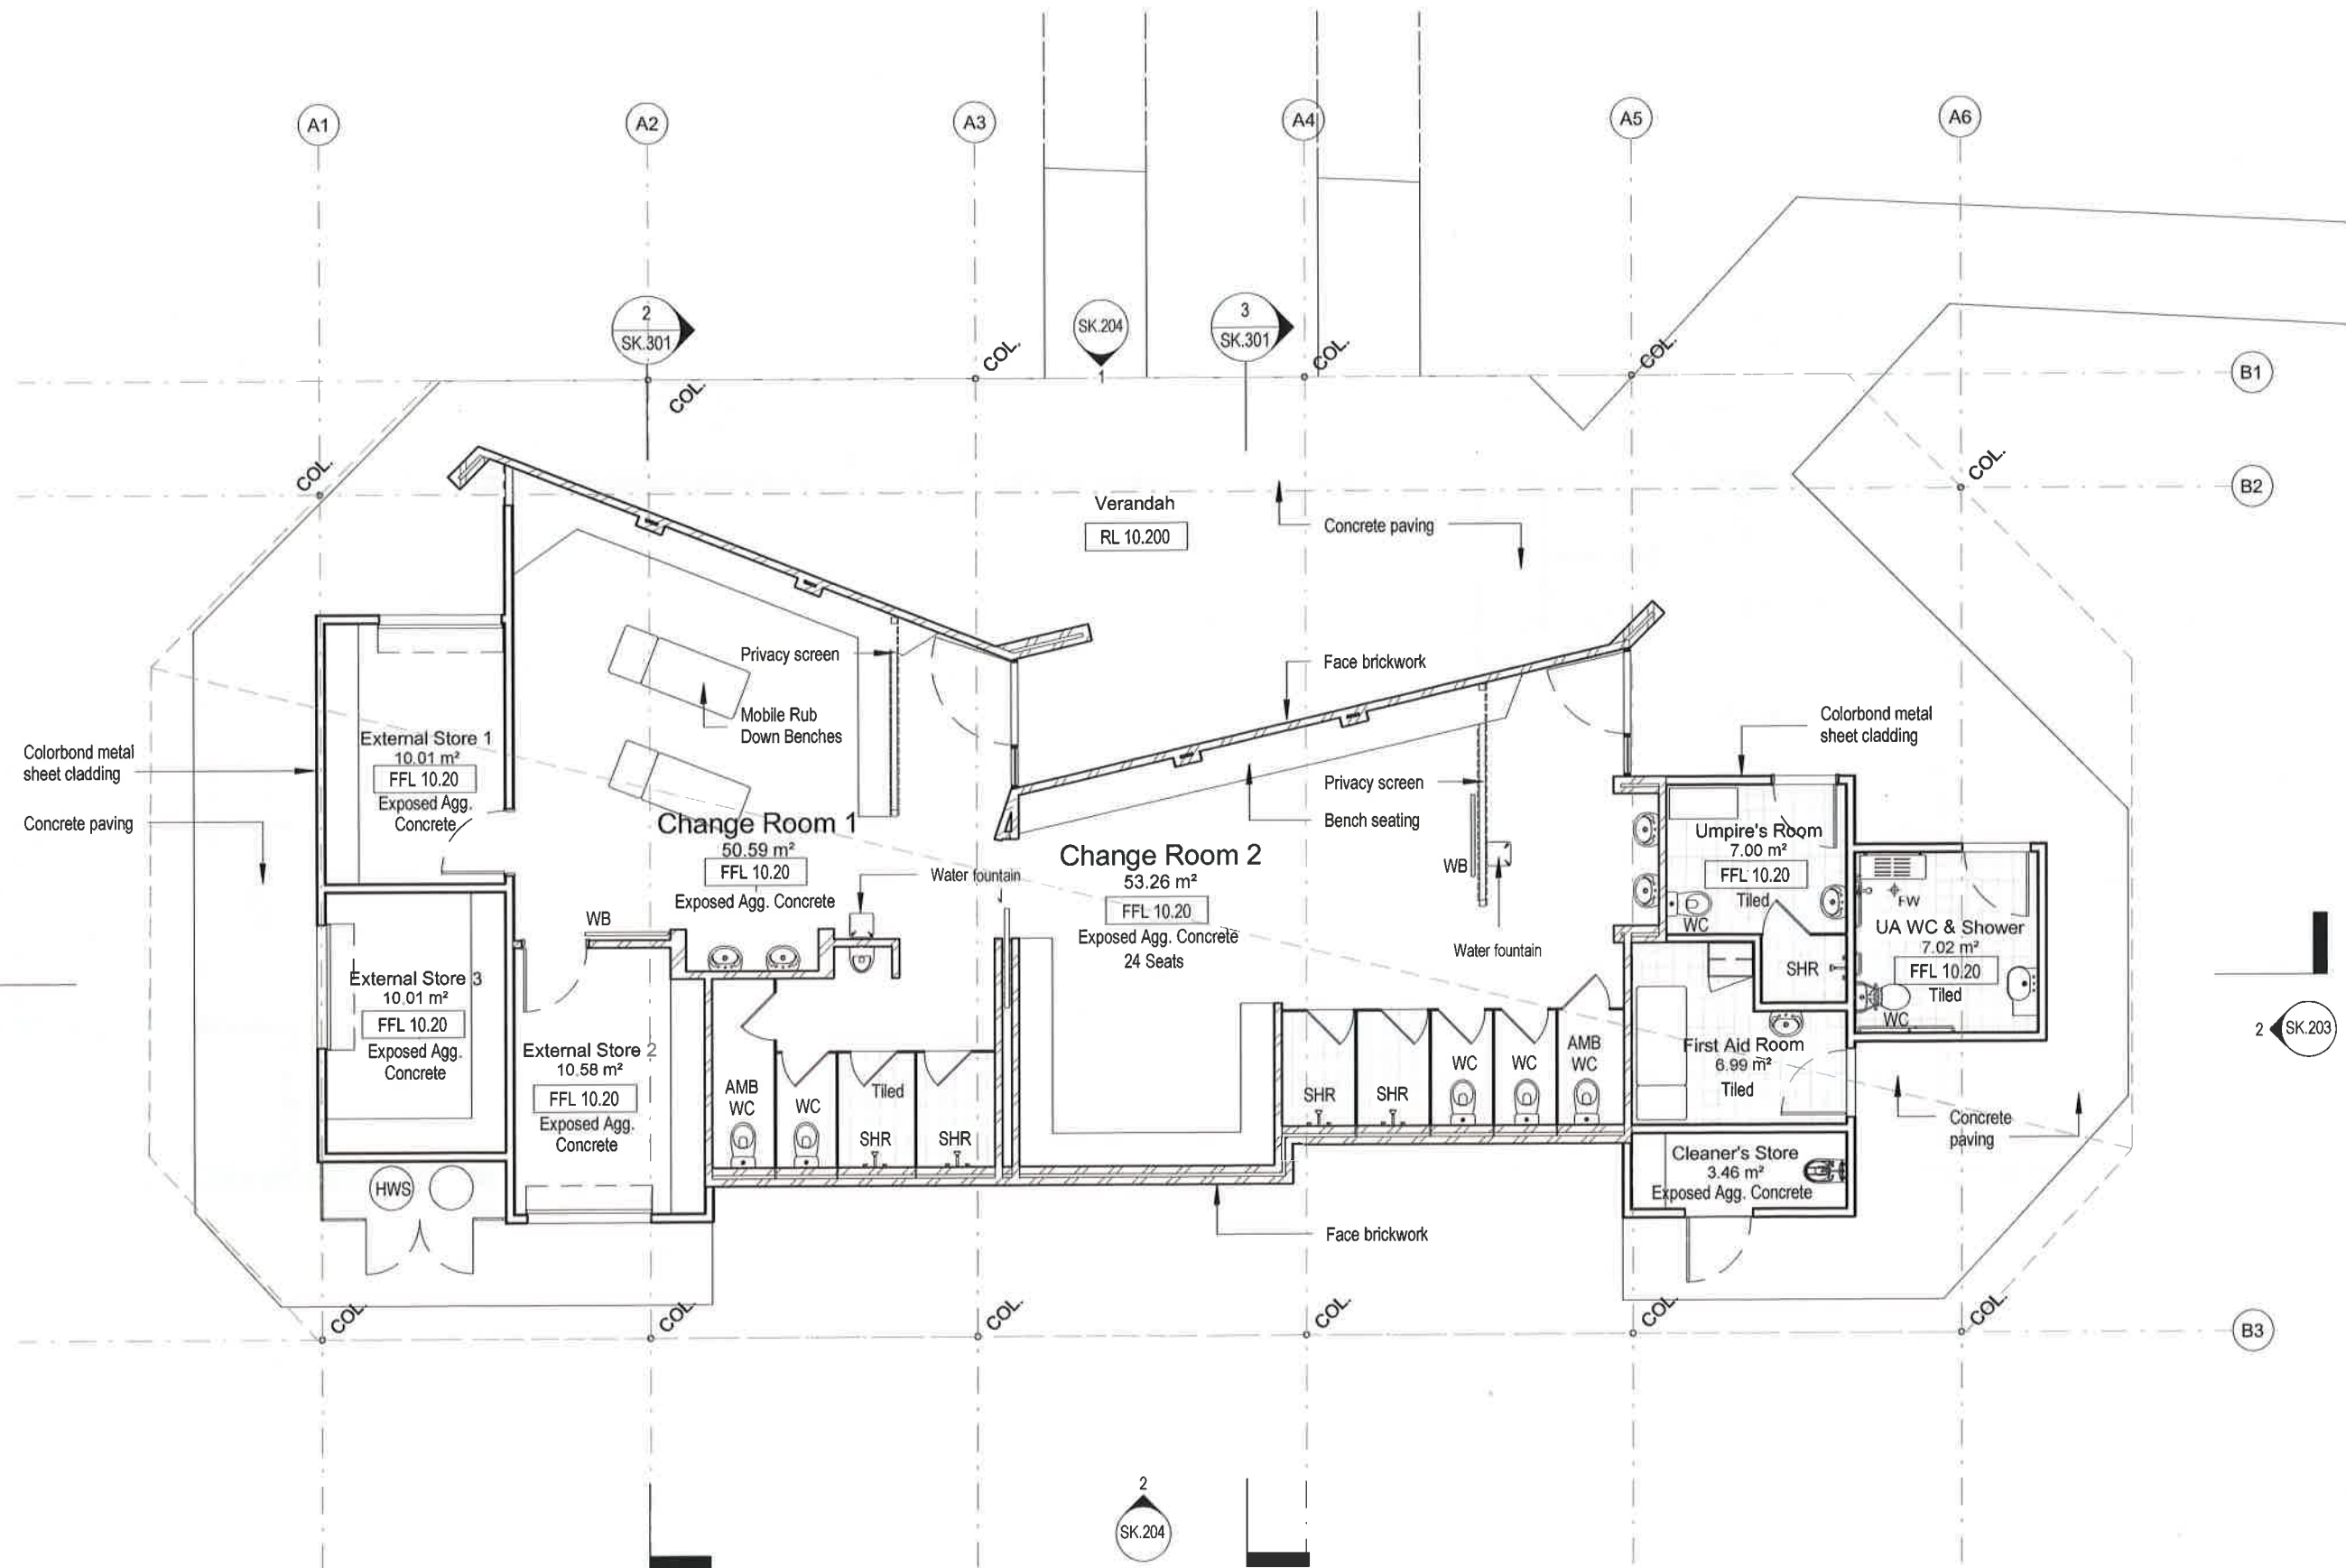 A1
A2
A3
A4
A5
A6
2
SK.301
SK.204
1
3
SK.301
COL.
COL.
COL.
COL.
COL.
COL.
B1
B2
Verandah
RL 10.200
Concrete paving
Privacy screen
Mobile Rub
Down Benches
Face brickwork
Privacy screen
Bench seating
Colorbond metal
sheet cladding
Colorbond metal
sheet cladding
Concrete paving
External Store 1
10.01 m²
FFL 10.20
Exposed Agg.
Concrete
Change Room 1
50.59 m²
FFL 10.20
Exposed Agg. Concrete
Water fountain
WB
Change Room 2
53.26 m²
FFL 10.20
Exposed Agg. Concrete
24 Seats
WB
Water fountain
Umpire's Room
7.00 m²
FFL 10.20
Tiled
WC
SHR
FW
UA WC & Shower
7.02 m²
FFL 10.20
Tiled
WC
External Store 3
10.01 m²
FFL 10.20
Exposed Agg.
Concrete
External Store 2
10.58 m²
FFL 10.20
Exposed Agg.
Concrete
AMB
WC
WC
Tiled
SHR
SHR
SHR
SHR
WC
WC
AMB
WC
First Aid Room
6.99 m²
Tiled
2
SK.203
Concrete
paving
Cleaner's Store
3.46 m²
Exposed Agg. Concrete
HWS
Face brickwork
COL.
COL.
COL.
COL.
COL.
COL.
B3
2
SK.204